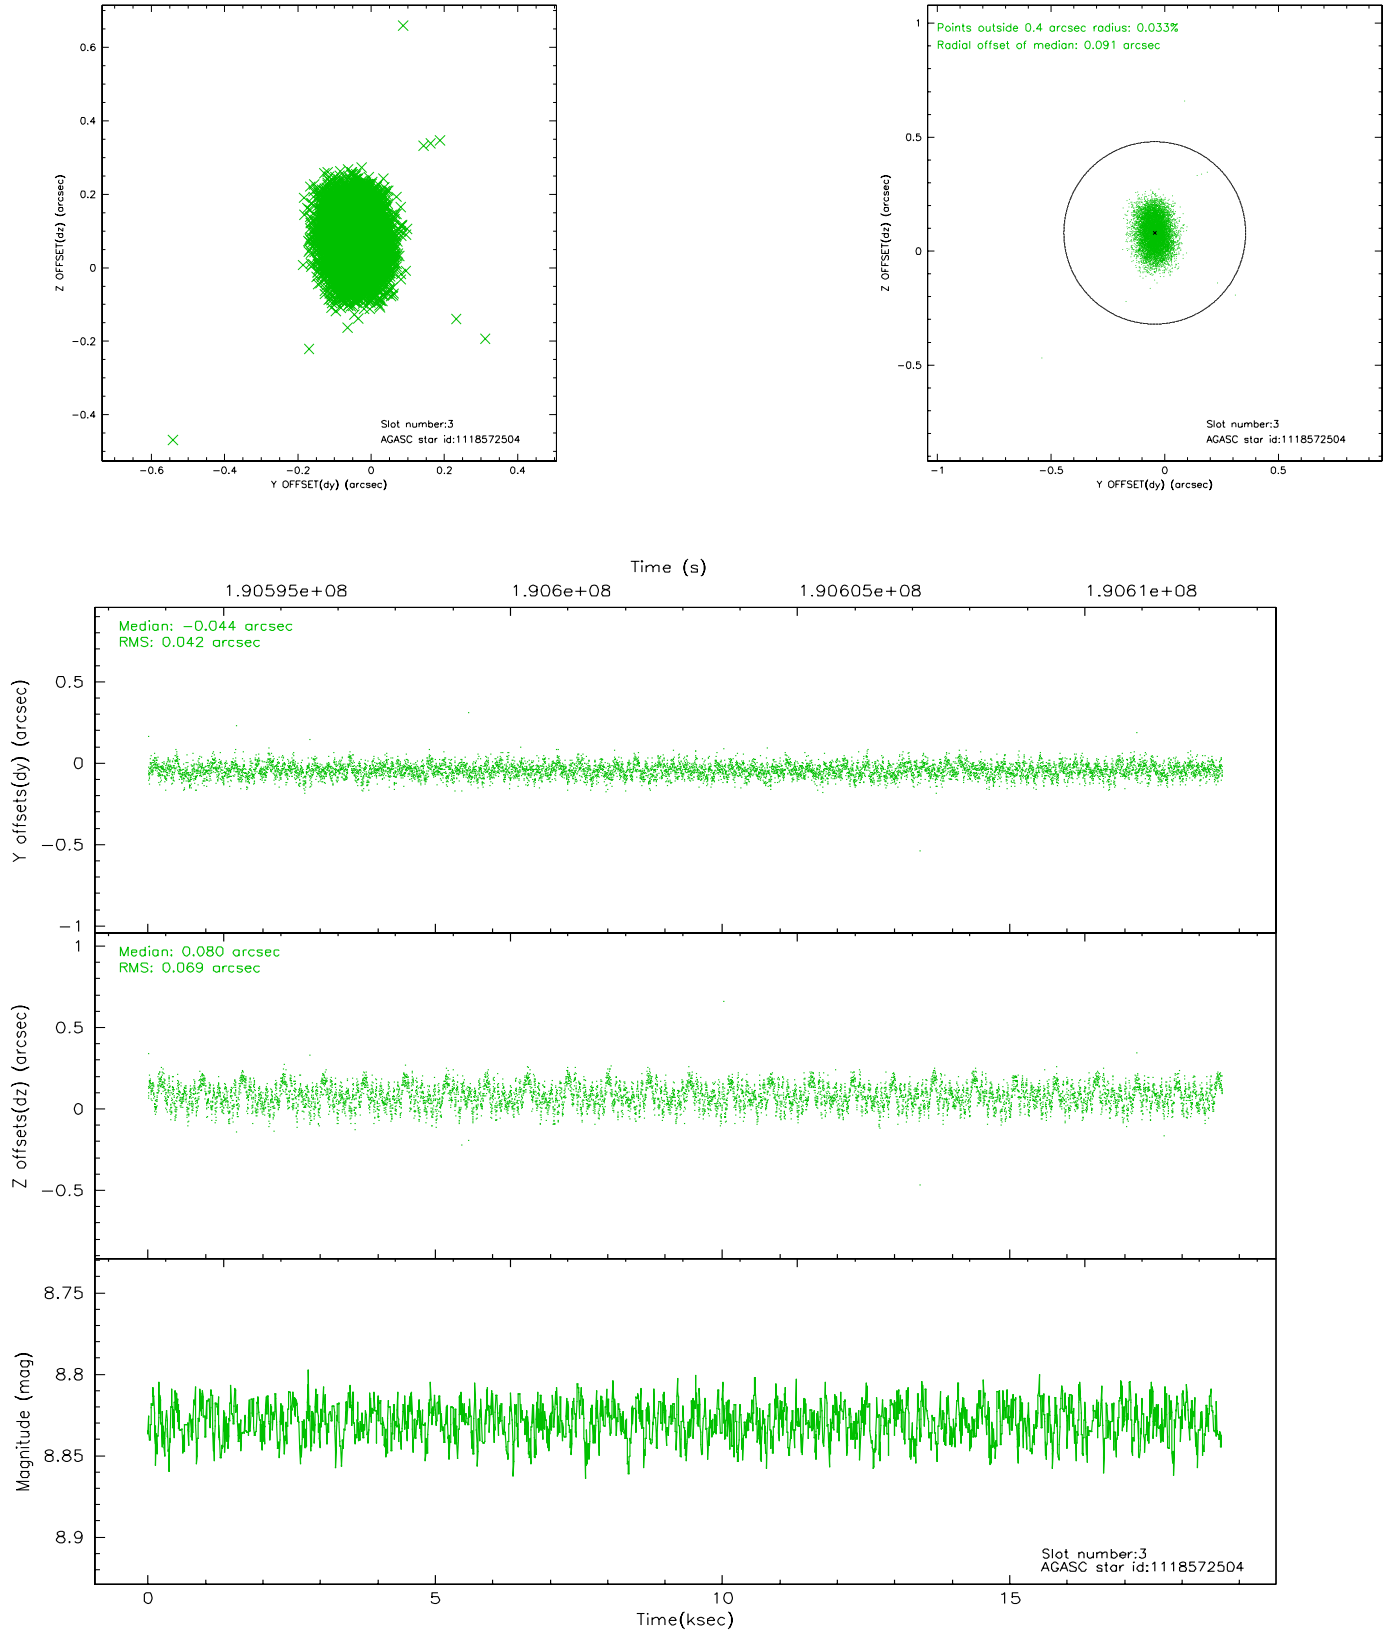 0.6
0.4
0.2
0
−0.2
−0.4
Z OFFSET(dz) (arcsec)
Slot number:3
AGASC star id:1118572504
−0.6 −0.4 −0.2 0 0.2 0.4
Y OFFSET(dy) (arcsec)
Points outside 0.4 arcsec radius: 0.033%
Radial offset of median: 0.091 arcsec
1
0.5
0
−0.5
Z OFFSET(dz) (arcsec)
Slot number:3
AGASC star id:1118572504
−1 −0.5 0 0.5
Y OFFSET(dy) (arcsec)
Time (s)
1.90595e+08 1.906e+08 1.90605e+08 1.9061e+08
Median: −0.044 arcsec
RMS: 0.042 arcsec
0.5
0
−0.5
−1
Y offsets(dy) (arcsec)
Median: 0.080 arcsec
RMS: 0.069 arcsec
1
0.5
0
−0.5
Z offsets(dz) (arcsec)
8.75
8.8
8.85
8.9
Magnitude (mag)
Slot number:3
AGASC star id:1118572504
0 5 10 15
Time(ksec)